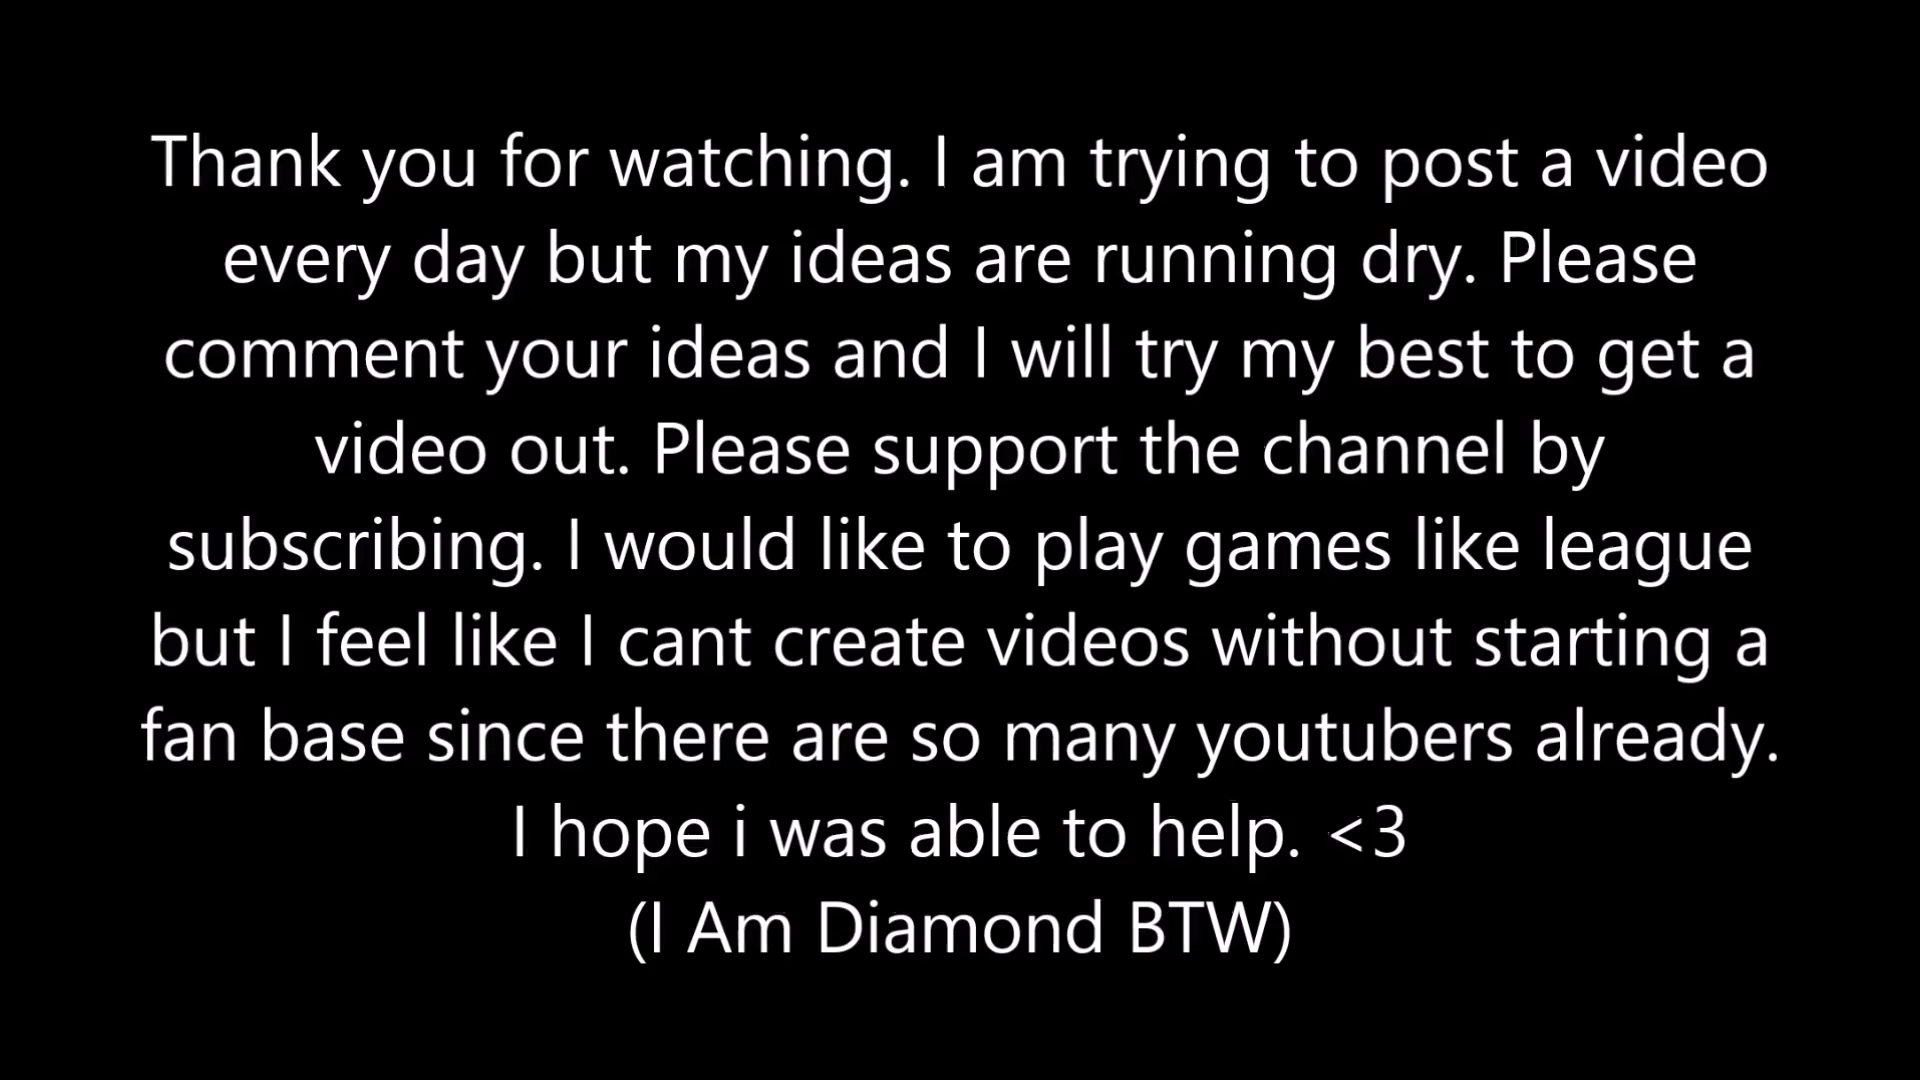 Thank you for watching. I am trying to post a video
every day but my ideas are running dry. Please
comment your ideas and I will try my best to get a
video out. Please support the channel by
subscribing. I would like to play games like league
but I feel like I cant create videos without starting a
fan base since there are so many youtubers already.
I hope i was able to help. <3
(I Am Diamond BTW)